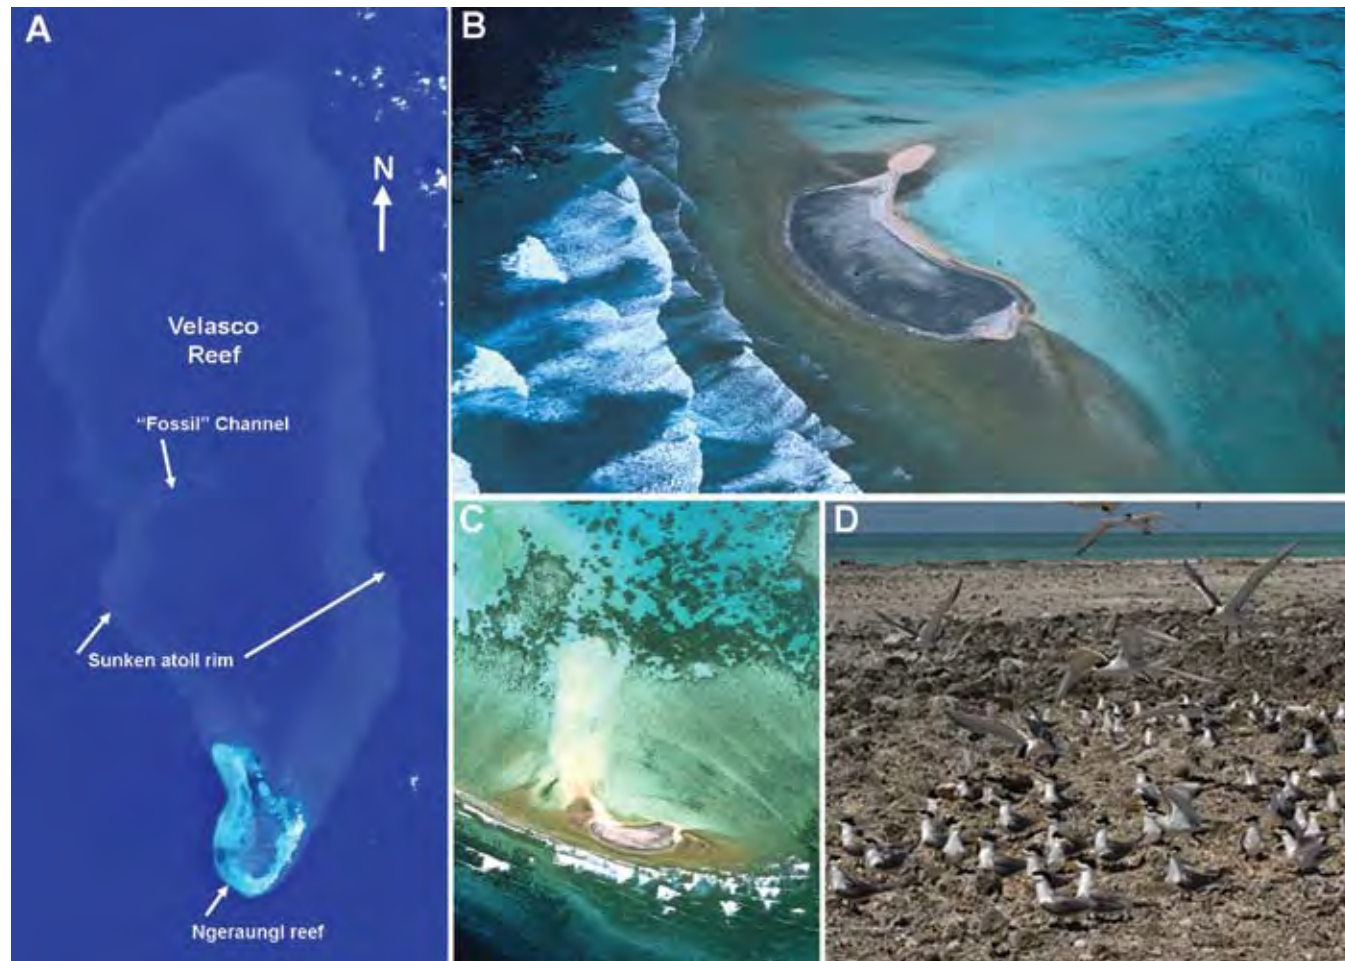 A
N
Velasco
Reef
“Fossil” Channel
Sunken atoll rim
Ngeraungl reef
B
C
D